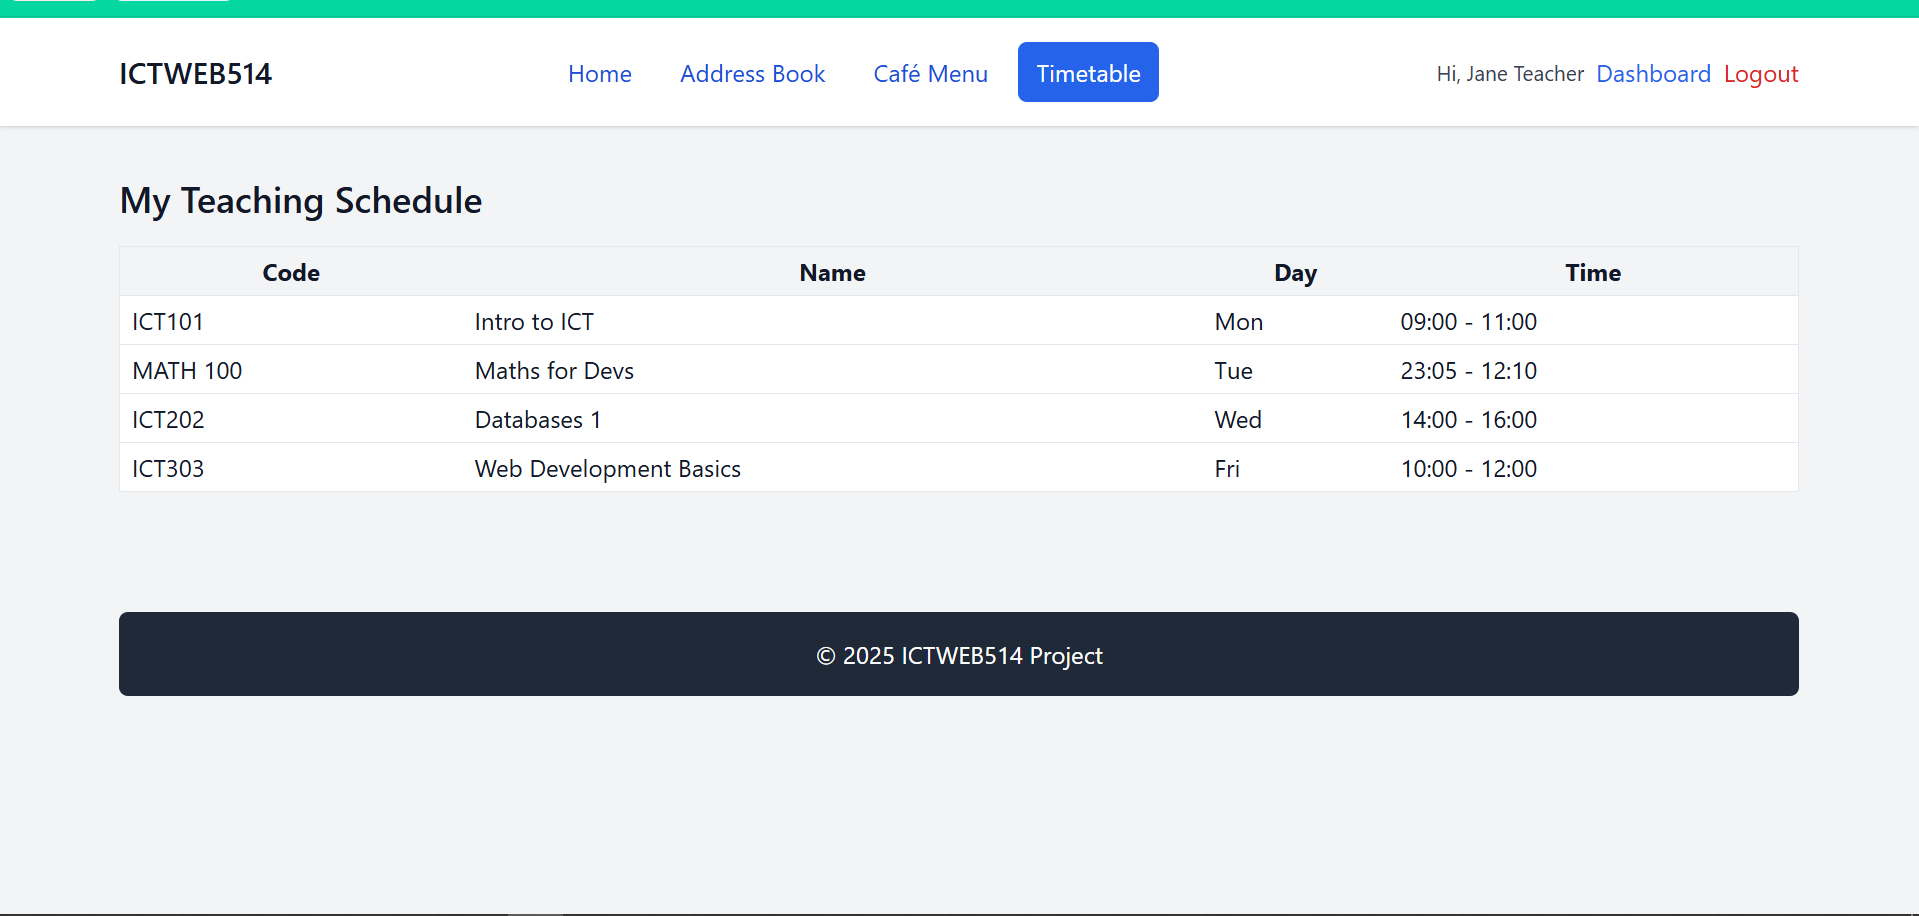 ICTWEB514 Home Address Book Café Menu Timetable Hi, Jane Teacher Dashboard Logout
My Teaching Schedule
Code Name Day Time
ICT101 Intro to ICT Mon 09:00 - 11:00
MATH 100 Maths for Devs Tue 23:05 - 12:10
ICT202 Databases 1 Wed 14:00 - 16:00
ICT303 Web Development Basics Fri 10:00 - 12:00
© 2025 ICTWEB514 Project